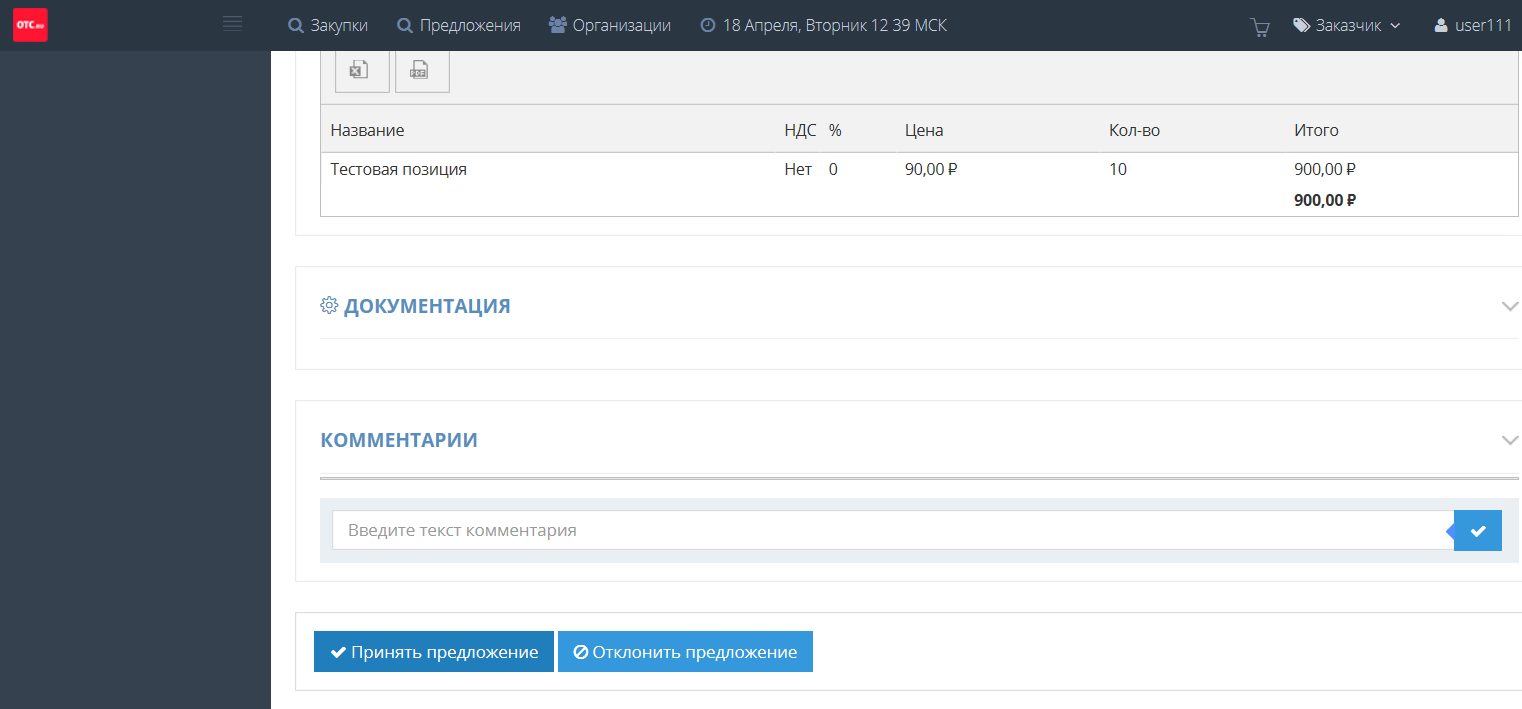 OTC.RU Закупки Предложения Организации 18 Апреля, Вторник 12 39 МСК Заказчик user111
PDF
Название НДС % Цена Кол-во Итого
Тестовая позиция Нет 0 90,00 ₽ 10 900,00 ₽
900,00 ₽
ДОКУМЕНТАЦИЯ
КОММЕНТАРИИ
Введите текст комментария
Принять предложение Отклонить предложение